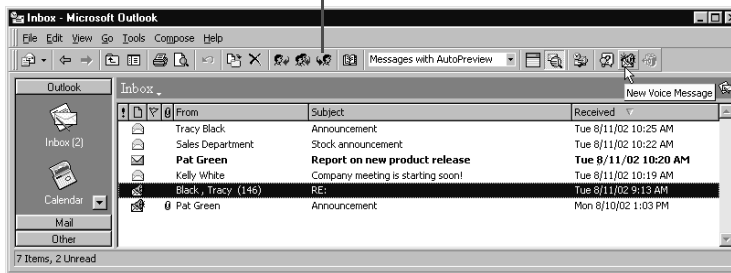 Inbox - Microsoft Outlook
File Edit View Go Tools Compose Help
Messages with AutoPreview
Outlook
Inbox
New Voice Message
! From Subject Received
Tracy Black Announcement Tue 8/11/02 10:25 AM
Inbox (2)
Sales Department Stock announcement Tue 8/11/02 10:22 AM
Pat Green Report on new product release Tue 8/11/02 10:20 AM
Kelly White Company meeting is starting soon! Tue 8/11/02 10:19 AM
Black , Tracy (146) RE: Tue 8/11/02 9:13 AM
Calendar
Pat Green Announcement Mon 8/10/02 1:03 PM
Mail
Other
7 Items, 2 Unread